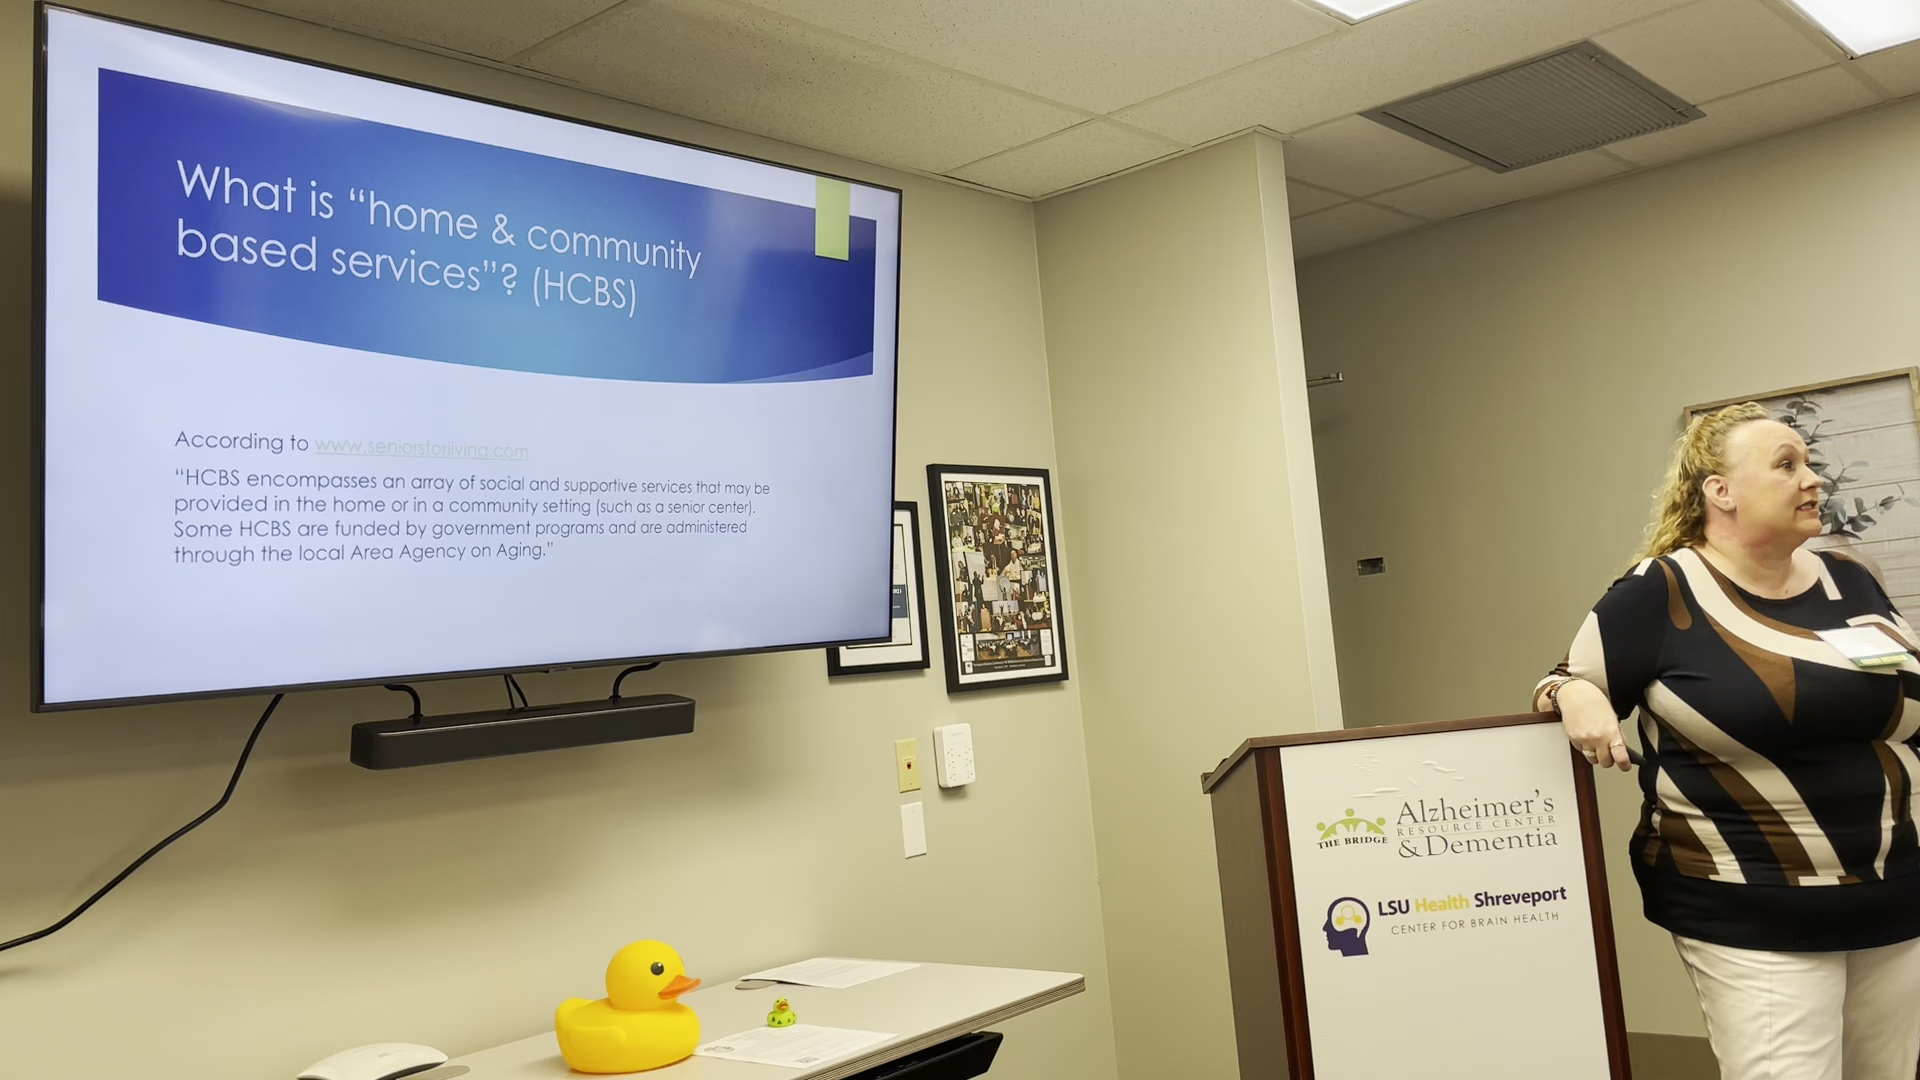 What is “home & community
based services”? (HCBS)
According to www.seniorsforliving.com
“HCBS encompasses an array of social and supportive services that may be
provided in the home or in a community setting (such as a senior center).
Some HCBS are funded by government programs and are administered
through the local Area Agency on Aging.”
THE BRIDGE
Alzheimer's
RESOURCE CENTER
& Dementia
LSU Health Shreveport
CENTER FOR BRAIN HEALTH